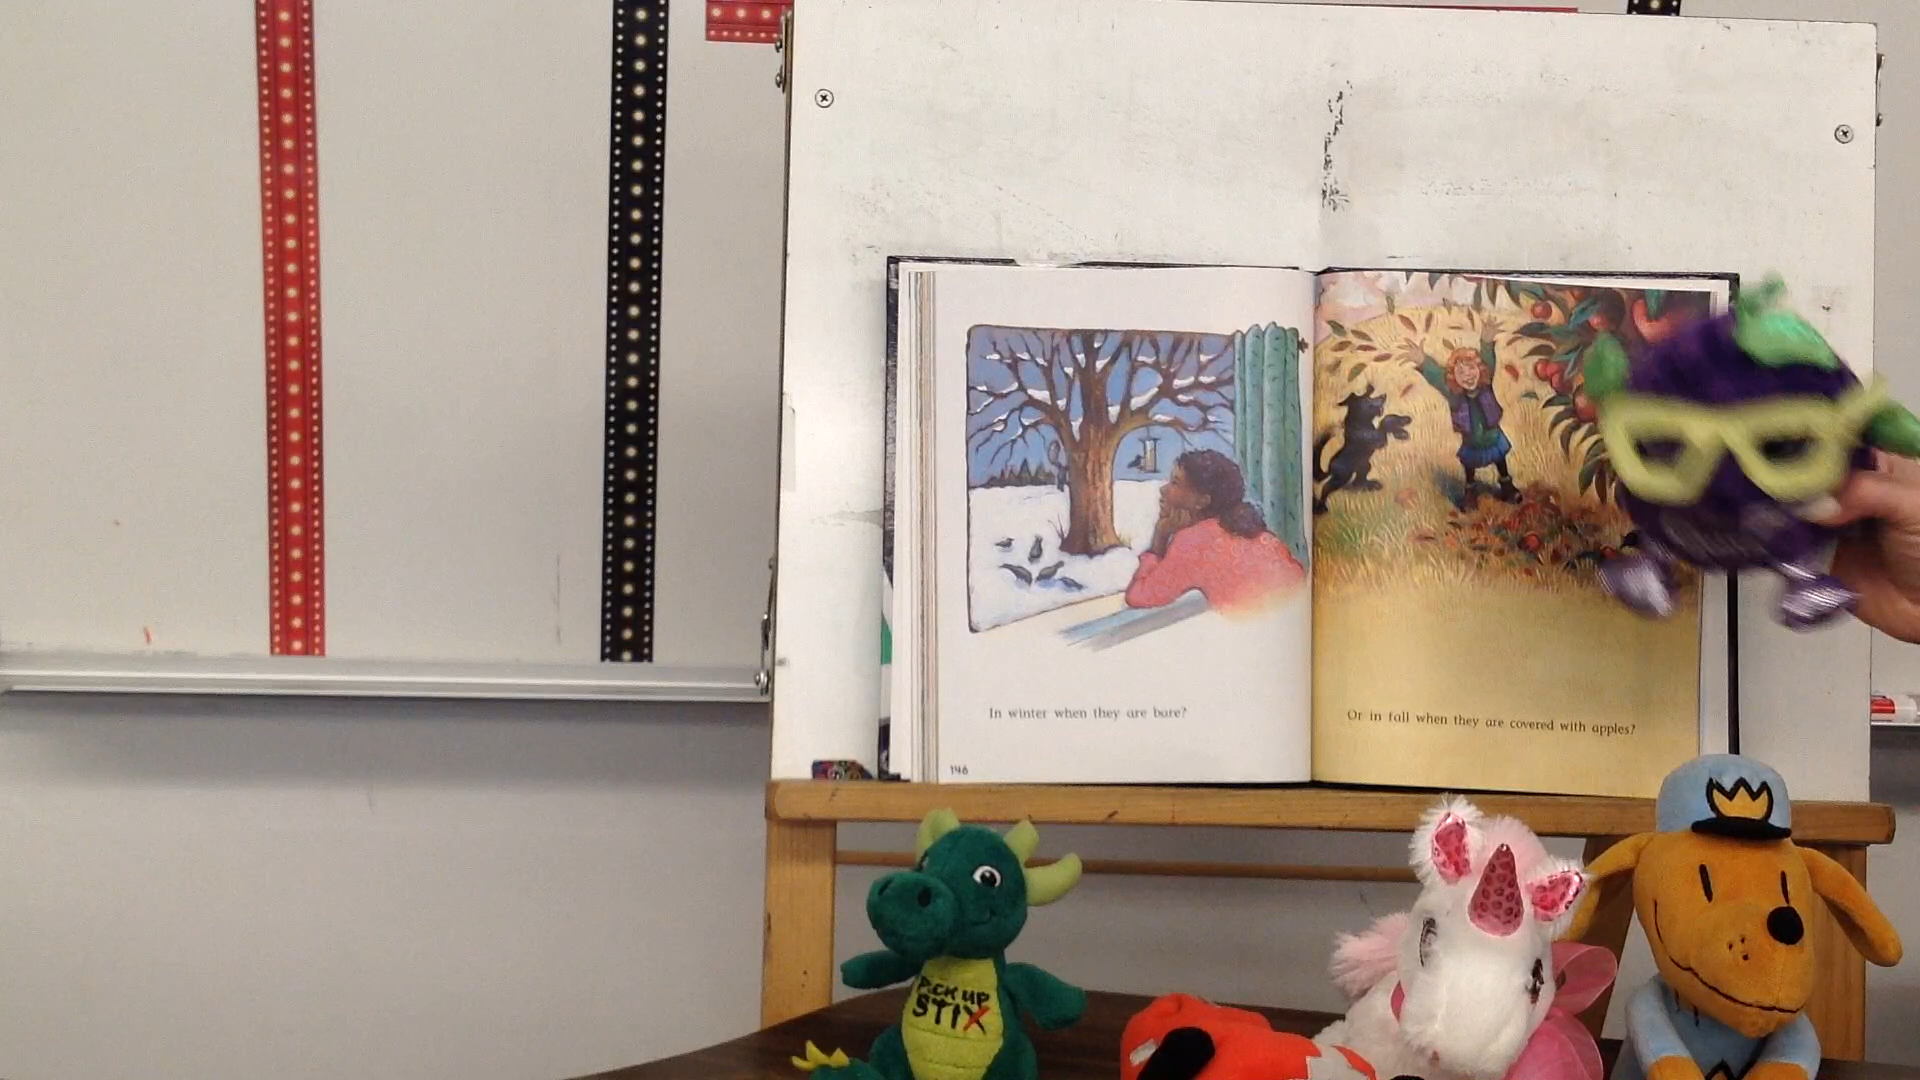 In winter when they are bare?
Or in fall when they are covered with apples?
146
PICK UP
STIX